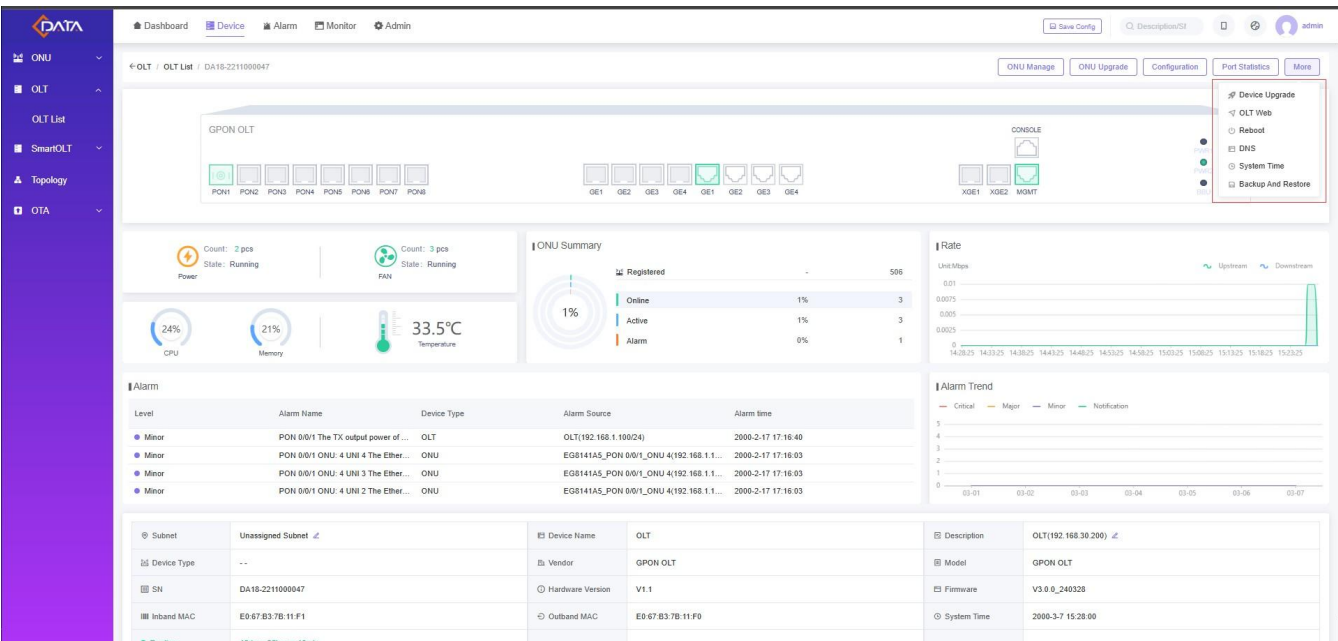 DATA
Dashboard Device Alarm Monitor Admin
Save Config Description/SI admin
ONU
OLT
OLT List
SmartOLT
Topology
OTA
←OLT / OLT List / DA18-2211000047
ONU Manage ONU Upgrade Configuration Port Statistics More
Device Upgrade
OLT Web
Reboot
DNS
System Time
Backup And Restore
GPON OLT
CONSOLE
PON1 PON2 PON3 PON4 PON5 PON6 PON7 PON8 GE1 GE2 GE3 GE4 GE1 GE2 GE3 GE4 XGE1 XGE2 MGMT
Count: 2 pcs
State: Running
Power
Count: 3 pcs
State: Running
FAN
24%
CPU
21%
Memory
33.5℃
Temperature
ONU Summary
1%
Registered - 506
Online 1% 3
Active 1% 3
Alarm 0% 1
Rate
Unit:Mbps Upstream Downstream
0.01
0.0075
0.005
0.0025
0
14:28:25 14:33:25 14:38:25 14:43:25 14:48:25 14:53:25 14:58:25 15:03:25 15:08:25 15:13:25 15:18:25 15:23:25
Alarm
Level Alarm Name Device Type Alarm Source Alarm time
Minor PON 0/0/1 The TX output power of ... OLT OLT(192.168.1.100/24) 2000-2-17 17:16:40
Minor PON 0/0/1 ONU: 4 UNI 4 The Ether... ONU EG8141A5_PON 0/0/1_ONU 4(192.168.1.1... 2000-2-17 17:16:03
Minor PON 0/0/1 ONU: 4 UNI 3 The Ether... ONU EG8141A5_PON 0/0/1_ONU 4(192.168.1.1... 2000-2-17 17:16:03
Minor PON 0/0/1 ONU: 4 UNI 2 The Ether... ONU EG8141A5_PON 0/0/1_ONU 4(192.168.1.1... 2000-2-17 17:16:03
Alarm Trend
Critical Major Minor Notification
5
4
3
2
1
0
03-01 03-02 03-03 03-04 03-05 03-06 03-07
Subnet Unassigned Subnet Device Name OLT Description OLT(192.168.30.200)
Device Type -- Vendor GPON OLT Model GPON OLT
SN DA18-2211000047 Hardware Version V1.1 Firmware V3.0.0_240328
Inband MAC E0:67:B3:7B:11:F1 Outband MAC E0:67:B3:7B:11:F0 System Time 2000-3-7 15:28:00